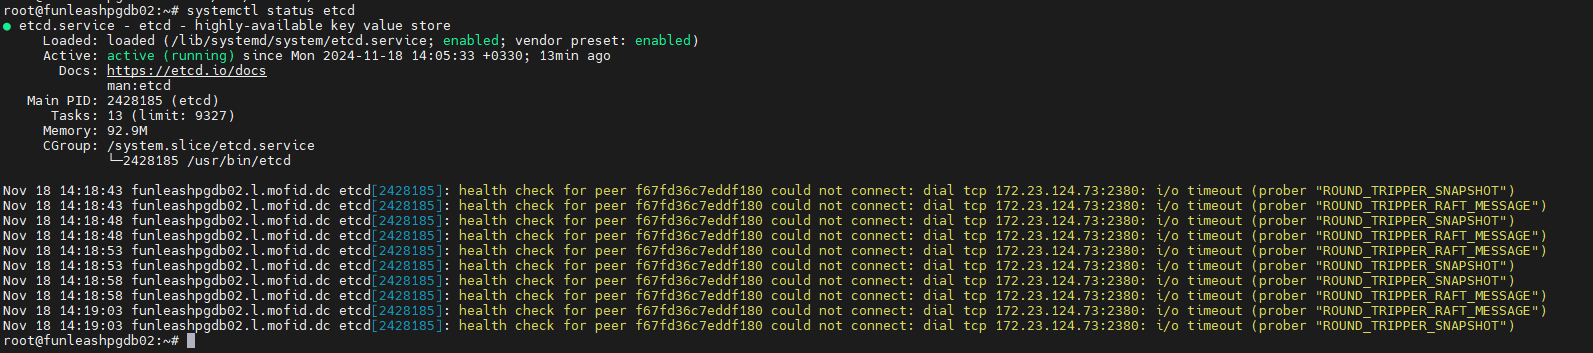 root@funleashpgdb02:~# systemctl status etcd
● etcd.service - etcd - highly-available key value store
     Loaded: loaded (/lib/systemd/system/etcd.service; enabled; vendor preset: enabled)
     Active: active (running) since Mon 2024-11-18 14:05:33 +0330; 13min ago
       Docs: https://etcd.io/docs
             man:etcd
   Main PID: 2428185 (etcd)
      Tasks: 13 (limit: 9327)
     Memory: 92.9M
     CGroup: /system.slice/etcd.service
             └─2428185 /usr/bin/etcd

Nov 18 14:18:43 funleashpgdb02.l.mofid.dc etcd[2428185]: health check for peer f67fd36c7eddf180 could not connect: dial tcp 172.23.124.73:2380: i/o timeout (prober "ROUND_TRIPPER_SNAPSHOT")
Nov 18 14:18:43 funleashpgdb02.l.mofid.dc etcd[2428185]: health check for peer f67fd36c7eddf180 could not connect: dial tcp 172.23.124.73:2380: i/o timeout (prober "ROUND_TRIPPER_RAFT_MESSAGE")
Nov 18 14:18:48 funleashpgdb02.l.mofid.dc etcd[2428185]: health check for peer f67fd36c7eddf180 could not connect: dial tcp 172.23.124.73:2380: i/o timeout (prober "ROUND_TRIPPER_SNAPSHOT")
Nov 18 14:18:48 funleashpgdb02.l.mofid.dc etcd[2428185]: health check for peer f67fd36c7eddf180 could not connect: dial tcp 172.23.124.73:2380: i/o timeout (prober "ROUND_TRIPPER_RAFT_MESSAGE")
Nov 18 14:18:53 funleashpgdb02.l.mofid.dc etcd[2428185]: health check for peer f67fd36c7eddf180 could not connect: dial tcp 172.23.124.73:2380: i/o timeout (prober "ROUND_TRIPPER_RAFT_MESSAGE")
Nov 18 14:18:53 funleashpgdb02.l.mofid.dc etcd[2428185]: health check for peer f67fd36c7eddf180 could not connect: dial tcp 172.23.124.73:2380: i/o timeout (prober "ROUND_TRIPPER_SNAPSHOT")
Nov 18 14:18:58 funleashpgdb02.l.mofid.dc etcd[2428185]: health check for peer f67fd36c7eddf180 could not connect: dial tcp 172.23.124.73:2380: i/o timeout (prober "ROUND_TRIPPER_SNAPSHOT")
Nov 18 14:18:58 funleashpgdb02.l.mofid.dc etcd[2428185]: health check for peer f67fd36c7eddf180 could not connect: dial tcp 172.23.124.73:2380: i/o timeout (prober "ROUND_TRIPPER_RAFT_MESSAGE")
Nov 18 14:19:03 funleashpgdb02.l.mofid.dc etcd[2428185]: health check for peer f67fd36c7eddf180 could not connect: dial tcp 172.23.124.73:2380: i/o timeout (prober "ROUND_TRIPPER_RAFT_MESSAGE")
Nov 18 14:19:03 funleashpgdb02.l.mofid.dc etcd[2428185]: health check for peer f67fd36c7eddf180 could not connect: dial tcp 172.23.124.73:2380: i/o timeout (prober "ROUND_TRIPPER_SNAPSHOT")
root@funleashpgdb02:~#